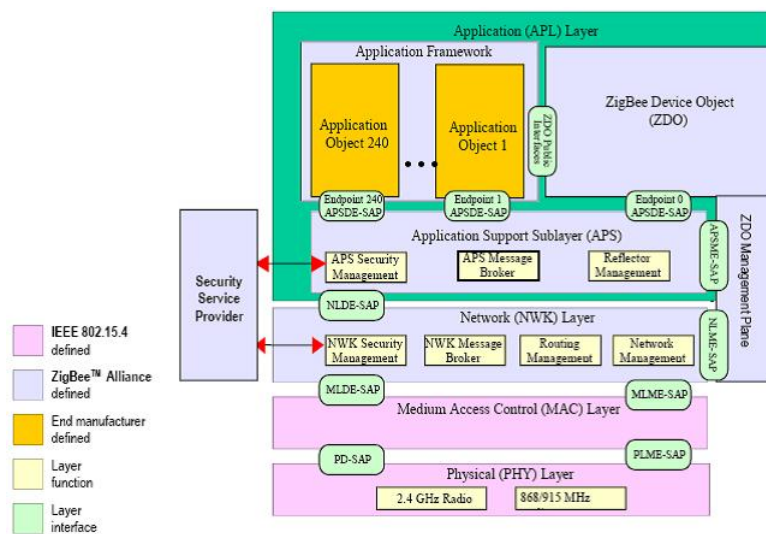 Application (APL) Layer
Application Framework
Application
Object 240
• • •
Application
Object 1
ZDO Public
Interfaces
ZigBee Device Object
(ZDO)
Endpoint 240
APSDE-SAP
Endpoint 1
APSDE-SAP
Endpoint 0
APSDE-SAP
Application Support Sublayer (APS)
APS Security
Management
APS Message
Broker
Reflector
Management
APSME-SAP
ZDO Management Plane
Security
Service
Provider
NLDE-SAP
Network (NWK) Layer
NWK Security
Management
NWK Message
Broker
Routing
Management
Network
Management
NLME-SAP
MLDE-SAP
MLME-SAP
Medium Access Control (MAC) Layer
PD-SAP
PLME-SAP
Physical (PHY) Layer
2.4 GHz Radio
868/915 MHz
IEEE 802.15.4
defined
ZigBee™ Alliance
defined
End manufacturer
defined
Layer
function
Layer
interface